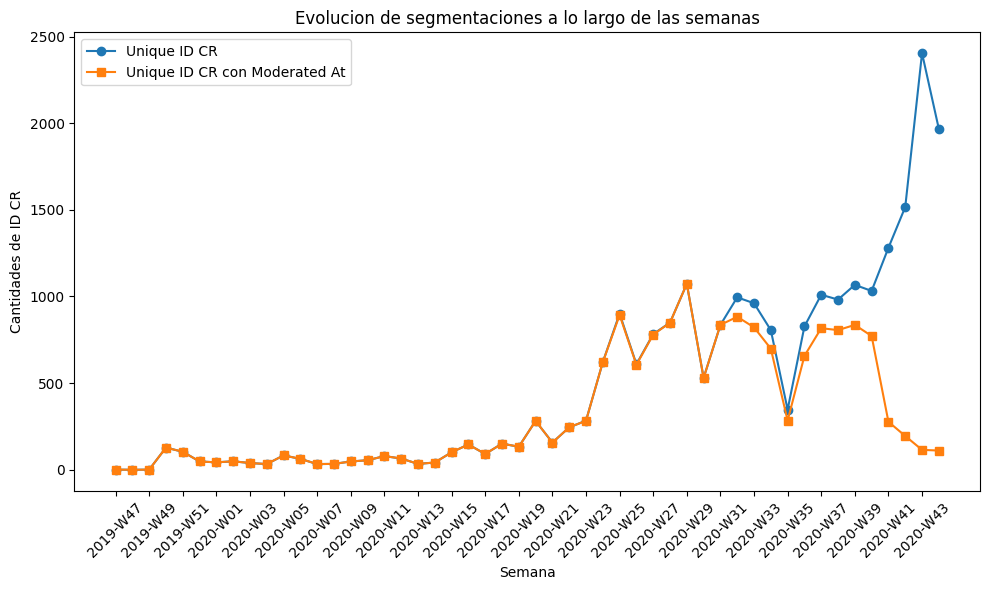 Evolucion de segmentaciones a lo largo de las semanas
Unique ID CR
Unique ID CR con Moderated At
Cantidades de ID CR
2500
2000
1500
1000
500
0
2019-W47
2019-W49
2019-W51
2020-W01
2020-W03
2020-W05
2020-W07
2020-W09
2020-W11
2020-W13
2020-W15
2020-W17
2020-W19
2020-W21
2020-W23
2020-W25
2020-W27
2020-W29
2020-W31
2020-W33
2020-W35
2020-W37
2020-W39
2020-W41
2020-W43
Semana